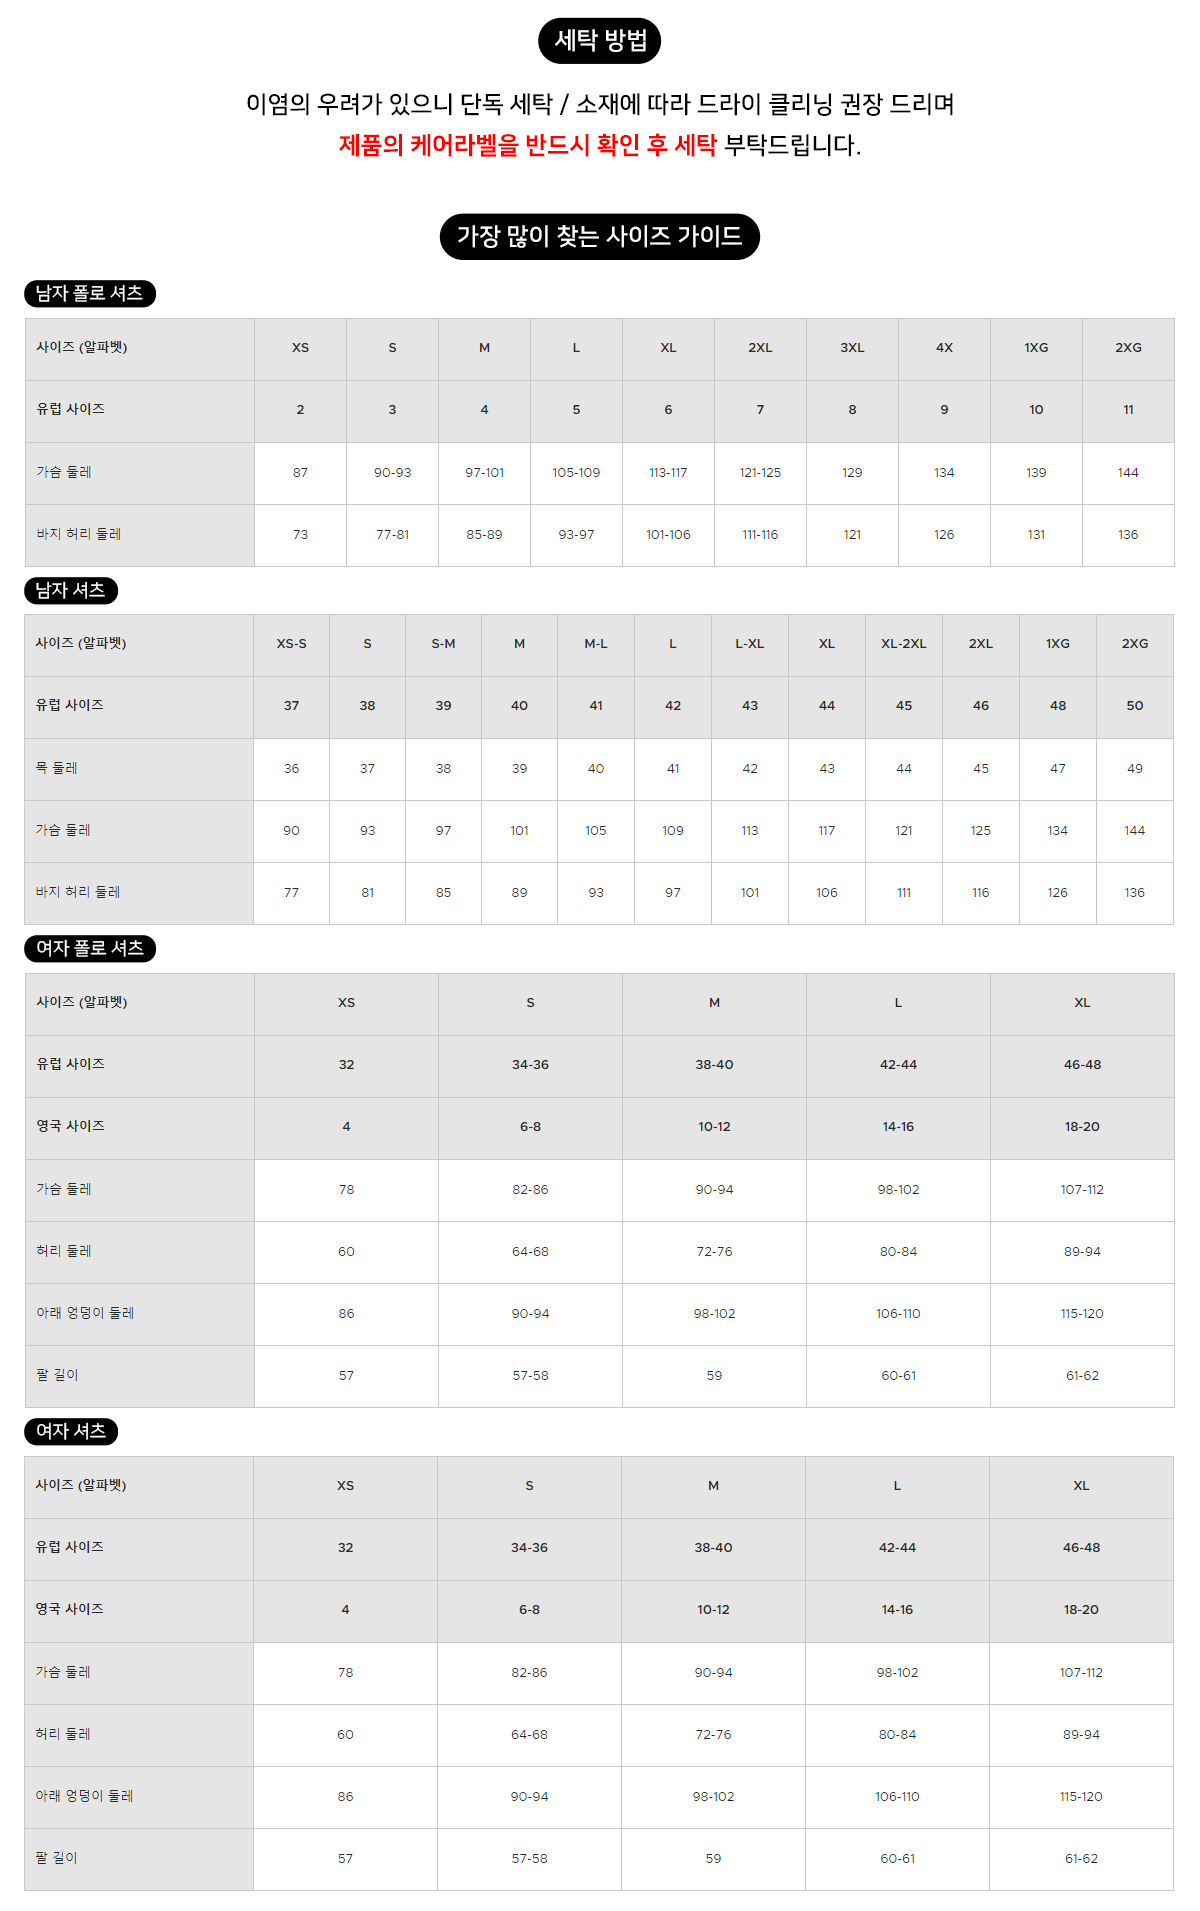 세탁 방법
이염의 우려가 있으니 단독 세탁 / 소재에 따라 드라이 클리닝 권장 드리며
제품의 케어라벨을 반드시 확인 후 세탁 부탁드립니다.
가장 많이 찾는 사이즈 가이드
남자 폴로 셔츠
사이즈 (알파벳) XS S M L XL 2XL 3XL 4X 1XG 2XG
유럽 사이즈 2 3 4 5 6 7 8 9 10 11
가슴 둘레 87 90-93 97-101 105-109 113-117 121-125 129 134 139 144
바지 허리 둘레 73 77-81 85-89 93-97 101-106 111-116 121 126 131 136
남자 셔츠
사이즈 (알파벳) XS-S S S-M M M-L L L-XL XL XL-2XL 2XL 1XG 2XG
유럽 사이즈 37 38 39 40 41 42 43 44 45 46 48 50
목 둘레 36 37 38 39 40 41 42 43 44 45 47 49
가슴 둘레 90 93 97 101 105 109 113 117 121 125 134 144
바지 허리 둘레 77 81 85 89 93 97 101 106 111 116 126 136
여자 폴로 셔츠
사이즈 (알파벳) XS S M L XL
유럽 사이즈 32 34-36 38-40 42-44 46-48
영국 사이즈 4 6-8 10-12 14-16 18-20
가슴 둘레 78 82-86 90-94 98-102 107-112
허리 둘레 60 64-68 72-76 80-84 89-94
아래 엉덩이 둘레 86 90-94 98-102 106-110 115-120
팔 길이 57 57-58 59 60-61 61-62
여자 셔츠
사이즈 (알파벳) XS S M L XL
유럽 사이즈 32 34-36 38-40 42-44 46-48
영국 사이즈 4 6-8 10-12 14-16 18-20
가슴 둘레 78 82-86 90-94 98-102 107-112
허리 둘레 60 64-68 72-76 80-84 89-94
아래 엉덩이 둘레 86 90-94 98-102 106-110 115-120
팔 길이 57 57-58 59 60-61 61-62